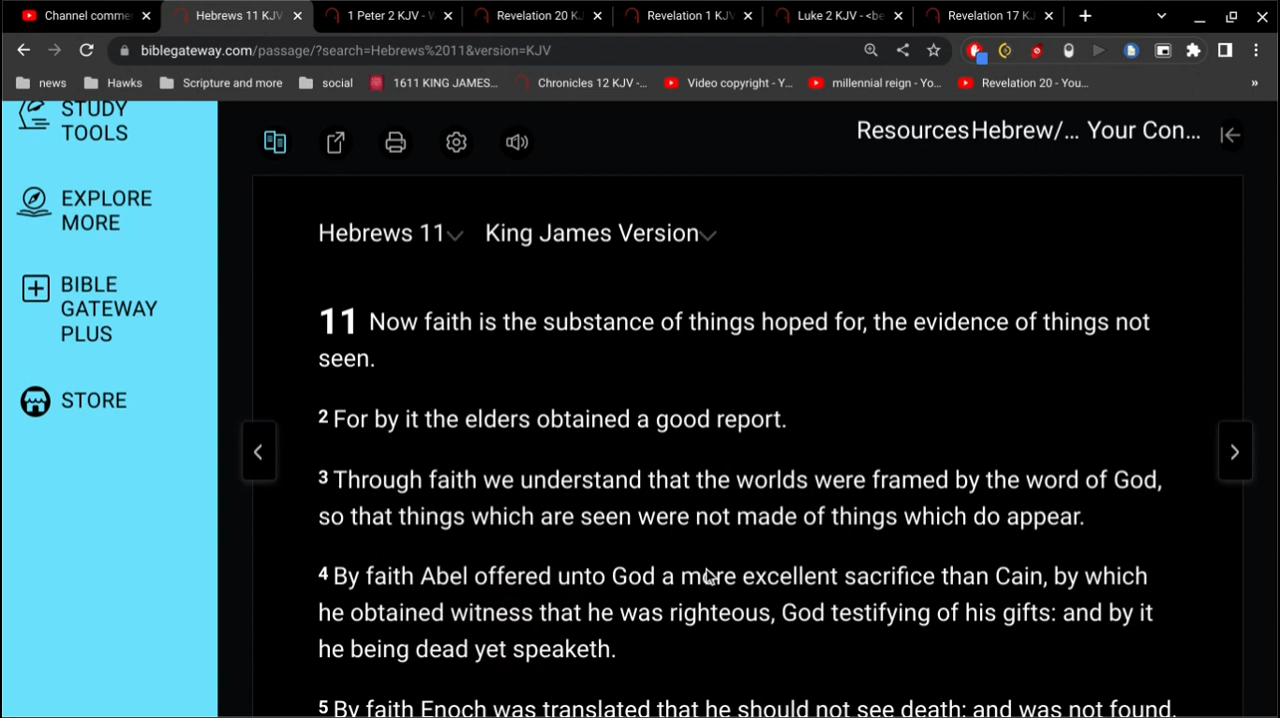 Channel comme
Hebrews 11 KJV
1 Peter 2 KJV - V
Revelation 20 KJ
Revelation 1 KJV
Luke 2 KJV - <be
Revelation 17 K
biblegateway.com/passage/?search=Hebrews%2011&version=KJV
news
Hawks
Scripture and more
social
1611 KING JAMES...
Chronicles 12 KJV -...
Video copyright - Y...
millennial reign - Yo...
Revelation 20 - You...
»
STUDY
TOOLS
EXPLORE
MORE
BIBLE
GATEWAY
PLUS
STORE
Resources Hebrew/... Your Con...
Hebrews 11 King James Version
11 Now faith is the substance of things hoped for, the evidence of things not
seen.
2 For by it the elders obtained a good report.
3 Through faith we understand that the worlds were framed by the word of God,
so that things which are seen were not made of things which do appear.
4 By faith Abel offered unto God a more excellent sacrifice than Cain, by which
he obtained witness that he was righteous, God testifying of his gifts: and by it
he being dead yet speaketh.
5 By faith Enoch was translated that he should not see death; and was not found,